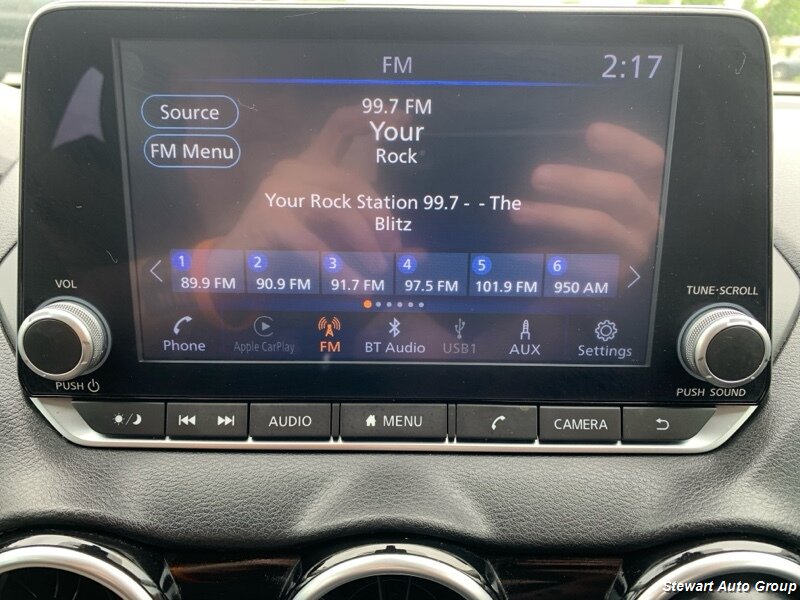 FM 2:17
Source
FM Menu
99.7 FM
Your
Rock
Your Rock Station 99.7 - - The
Blitz
1 2 3 4 5 6
89.9 FM 90.9 FM 91.7 FM 97.5 FM 101.9 FM 950 AM
VOL
TUNE·SCROLL
Phone Apple CarPlay FM BT Audio USB1 AUX Settings
PUSH
PUSH SOUND
AUDIO MENU CAMERA
Stewart Auto Group